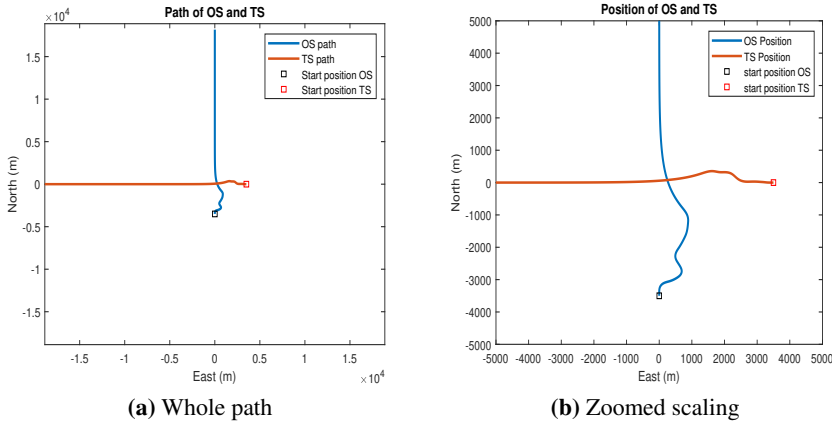 Path of OS and TS
×10⁴
OS path
TS path
Start position OS
Start position TS
1.5
1
0.5
0
-0.5
-1
-1.5
North (m)
-1.5 -1 -0.5 0 0.5 1 1.5
East (m)
×10⁴
(a) Whole path
Position of OS and TS
OS Position
TS Position
start position OS
start position TS
5000
4000
3000
2000
1000
0
-1000
-2000
-3000
-4000
-5000
North (m)
-5000 -4000 -3000 -2000 -1000 0 1000 2000 3000 4000 5000
East (m)
(b) Zoomed scaling